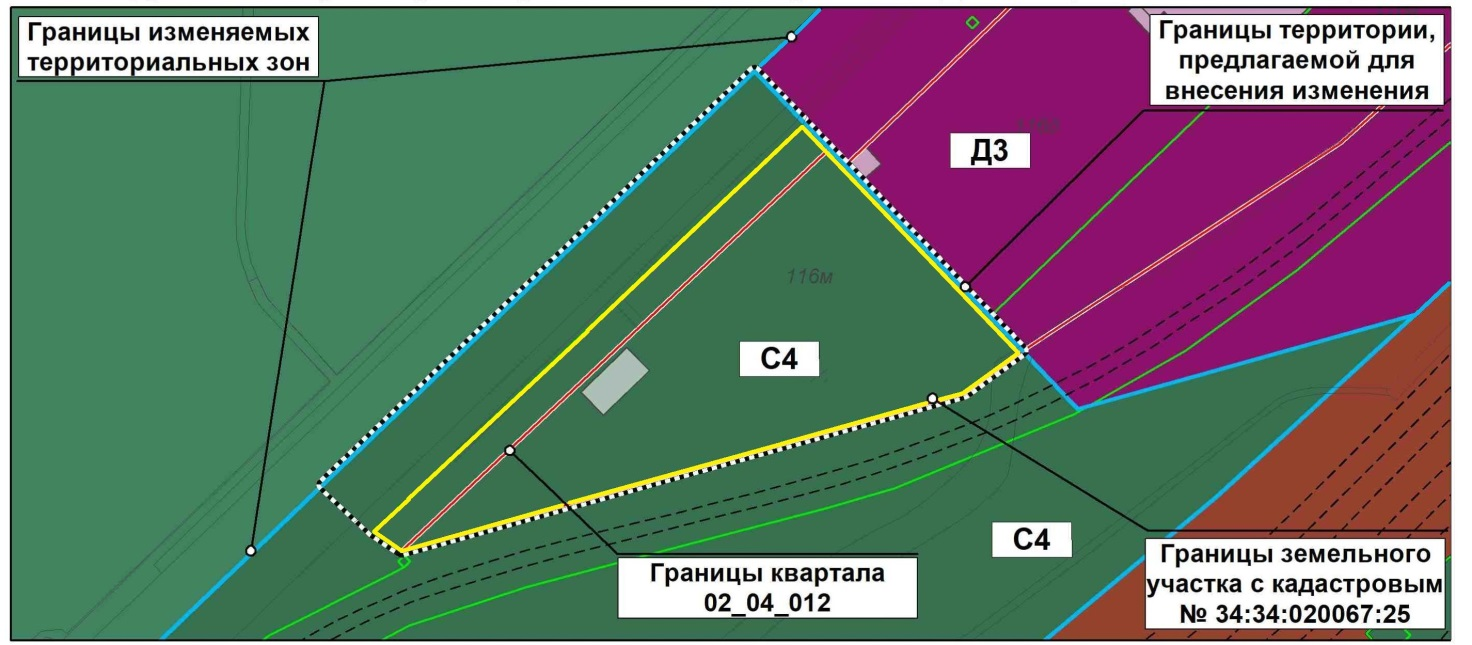 Границы изменяемых
территориальных зон
Границы территории,
предлагаемой для
внесения изменения
Д3
116м
С4
С4
Границы квартала
02_04_012
Границы земельного
участка с кадастровым
№ 34:34:020067:25